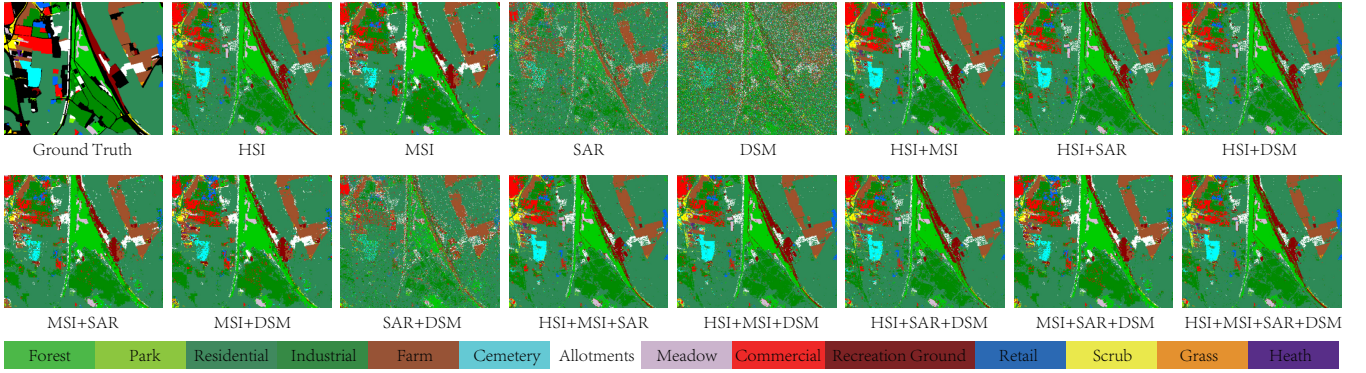 Ground Truth HSI MSI SAR DSM HSI+MSI HSI+SAR HSI+DSM
MSI+SAR MSI+DSM SAR+DSM HSI+MSI+SAR HSI+MSI+DSM HSI+SAR+DSM MSI+SAR+DSM HSI+MSI+SAR+DSM
Forest Park Residential Industrial Farm Cemetery Allotments Meadow Commercial Recreation Ground Retail Scrub Grass Heath